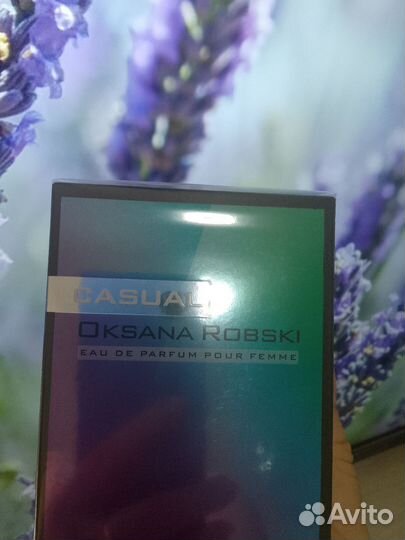 CASUAL
OKSANA ROBSKI
EAU DE PARFUM POUR FEMME
Avito